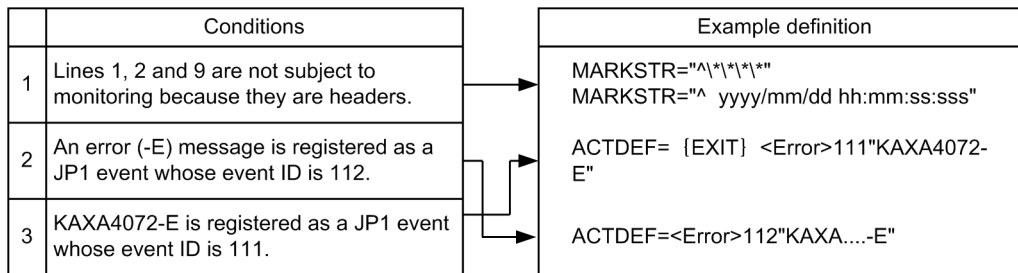 Conditions
1
Lines 1, 2 and 9 are not subject to
monitoring because they are headers.
2
An error (-E) message is registered as a
JP1 event whose event ID is 112.
3
KAXA4072-E is registered as a JP1 event
whose event ID is 111.
Example definition
MARKSTR="^\*\*\*\*"
MARKSTR="^  yyyy/mm/dd hh:mm:ss:sss"
ACTDEF= {EXIT} <Error>111"KAXA4072-
E"
ACTDEF=<Error>112"KAXA....-E"